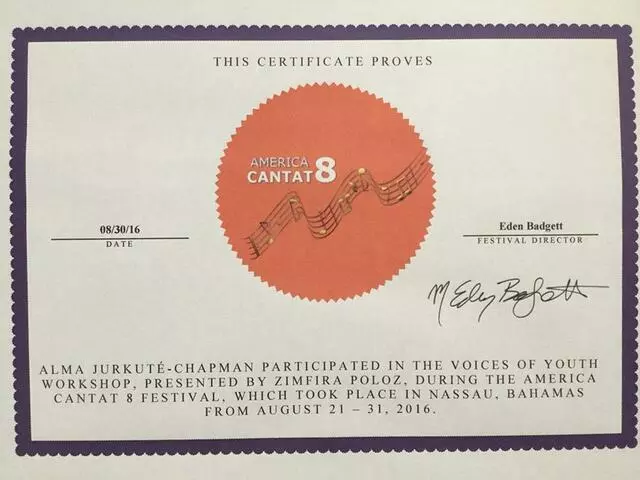 THIS CERTIFICATE PROVES
AMERICA
CANTAT 8
08/30/16
DATE
Eden Badgett
FESTIVAL DIRECTOR
M Eden Badgett
ALMA JURKUTÉ-CHAPMAN PARTICIPATED IN THE VOICES OF YOUTH
WORKSHOP, PRESENTED BY ZIMFIRA POLOZ, DURING THE AMERICA
CANTAT 8 FESTIVAL, WHICH TOOK PLACE IN NASSAU, BAHAMAS
FROM AUGUST 21 – 31, 2016.